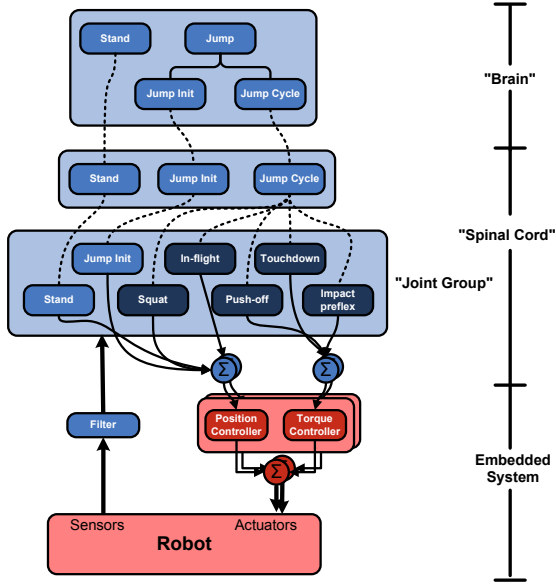 Stand
Jump
"Brain"
Jump Init
Jump Cycle
Stand
Jump Init
Jump Cycle
"Spinal Cord"
Jump Init
In-flight
Touchdown
"Joint Group"
Stand
Squat
Push-off
Impact
preflex
Σ
Σ
Filter
Position
Controller
Torque
Controller
Embedded
System
Σ
Sensors
Actuators
Robot